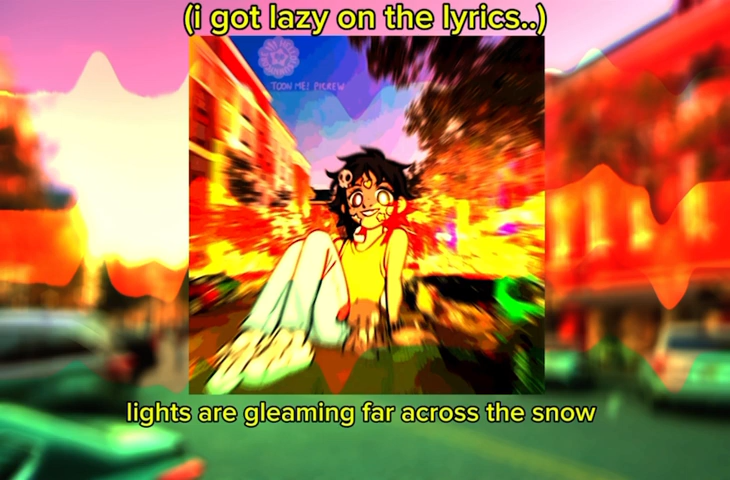 (i got lazy on the lyrics..)
TOON ME! PICREW
lights are gleaming far across the snow